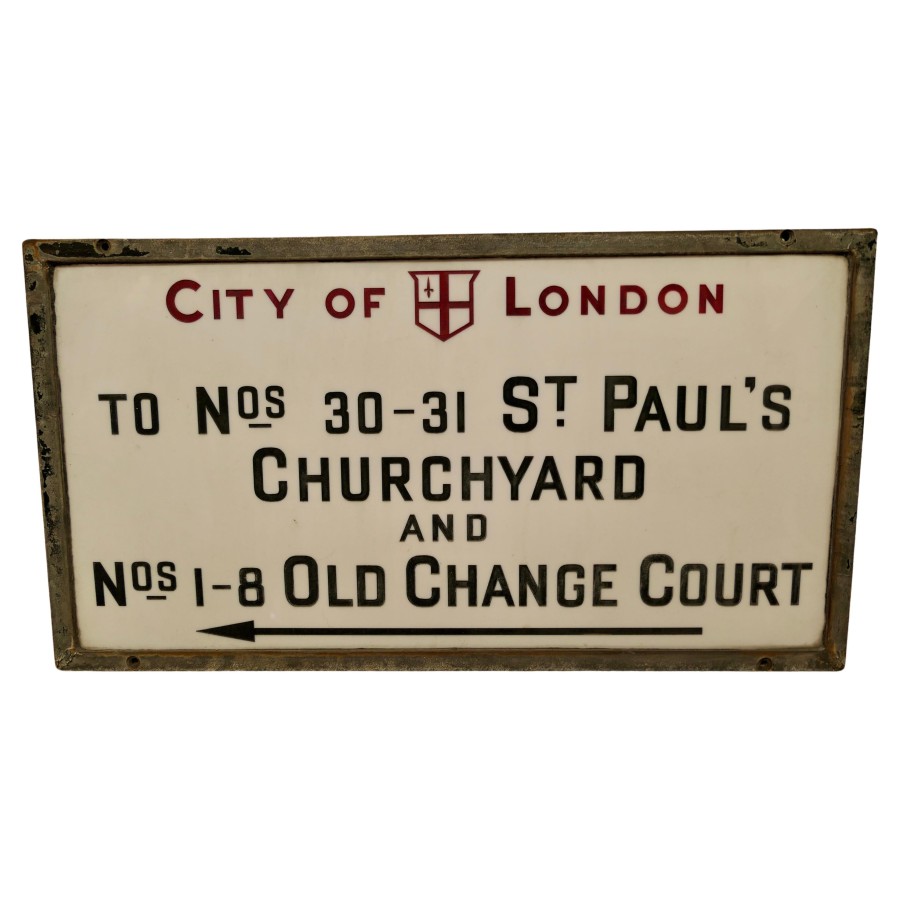 City of London
to Nos 30-31 St Paul's
Churchyard
and
Nos 1-8 Old Change Court